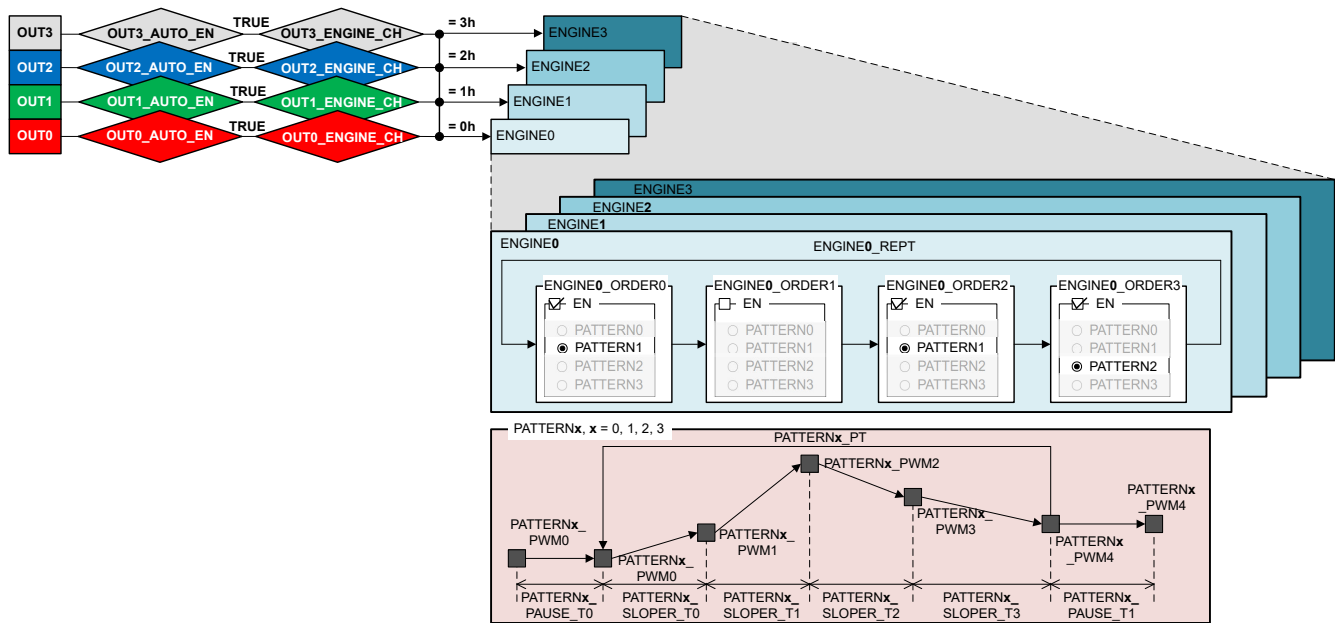 OUT3 OUT3_AUTO_EN TRUE OUT3_ENGINE_CH = 3h ENGINE3
OUT2 OUT2_AUTO_EN TRUE OUT2_ENGINE_CH = 2h ENGINE2
OUT1 OUT1_AUTO_EN TRUE OUT1_ENGINE_CH = 1h ENGINE1
OUT0 OUT0_AUTO_EN TRUE OUT0_ENGINE_CH = 0h ENGINE0
ENGINE3
ENGINE2
ENGINE1
ENGINE0 ENGINE0_REPT
ENGINE0_ORDER0 ENGINE0_ORDER1 ENGINE0_ORDER2 ENGINE0_ORDER3
EN EN EN EN
PATTERN0 PATTERN0 PATTERN0 PATTERN0
PATTERN1 PATTERN1 PATTERN1 PATTERN1
PATTERN2 PATTERN2 PATTERN2 PATTERN2
PATTERN3 PATTERN3 PATTERN3 PATTERN3
PATTERNx, x = 0, 1, 2, 3
PATTERNx_PT
PATTERNx_
PWM0
PATTERNx_
PWM0
PATTERNx_
PWM1
PATTERNx_PWM2
PATTERNx_
PWM3
PATTERNx
_PWM4
PATTERNx
_PWM4
PATTERNx_
PAUSE_T0
PATTERNx_
SLOPER_T0
PATTERNx_
SLOPER_T1
PATTERNx_
SLOPER_T2
PATTERNx_
SLOPER_T3
PATTERNx_
PAUSE_T1